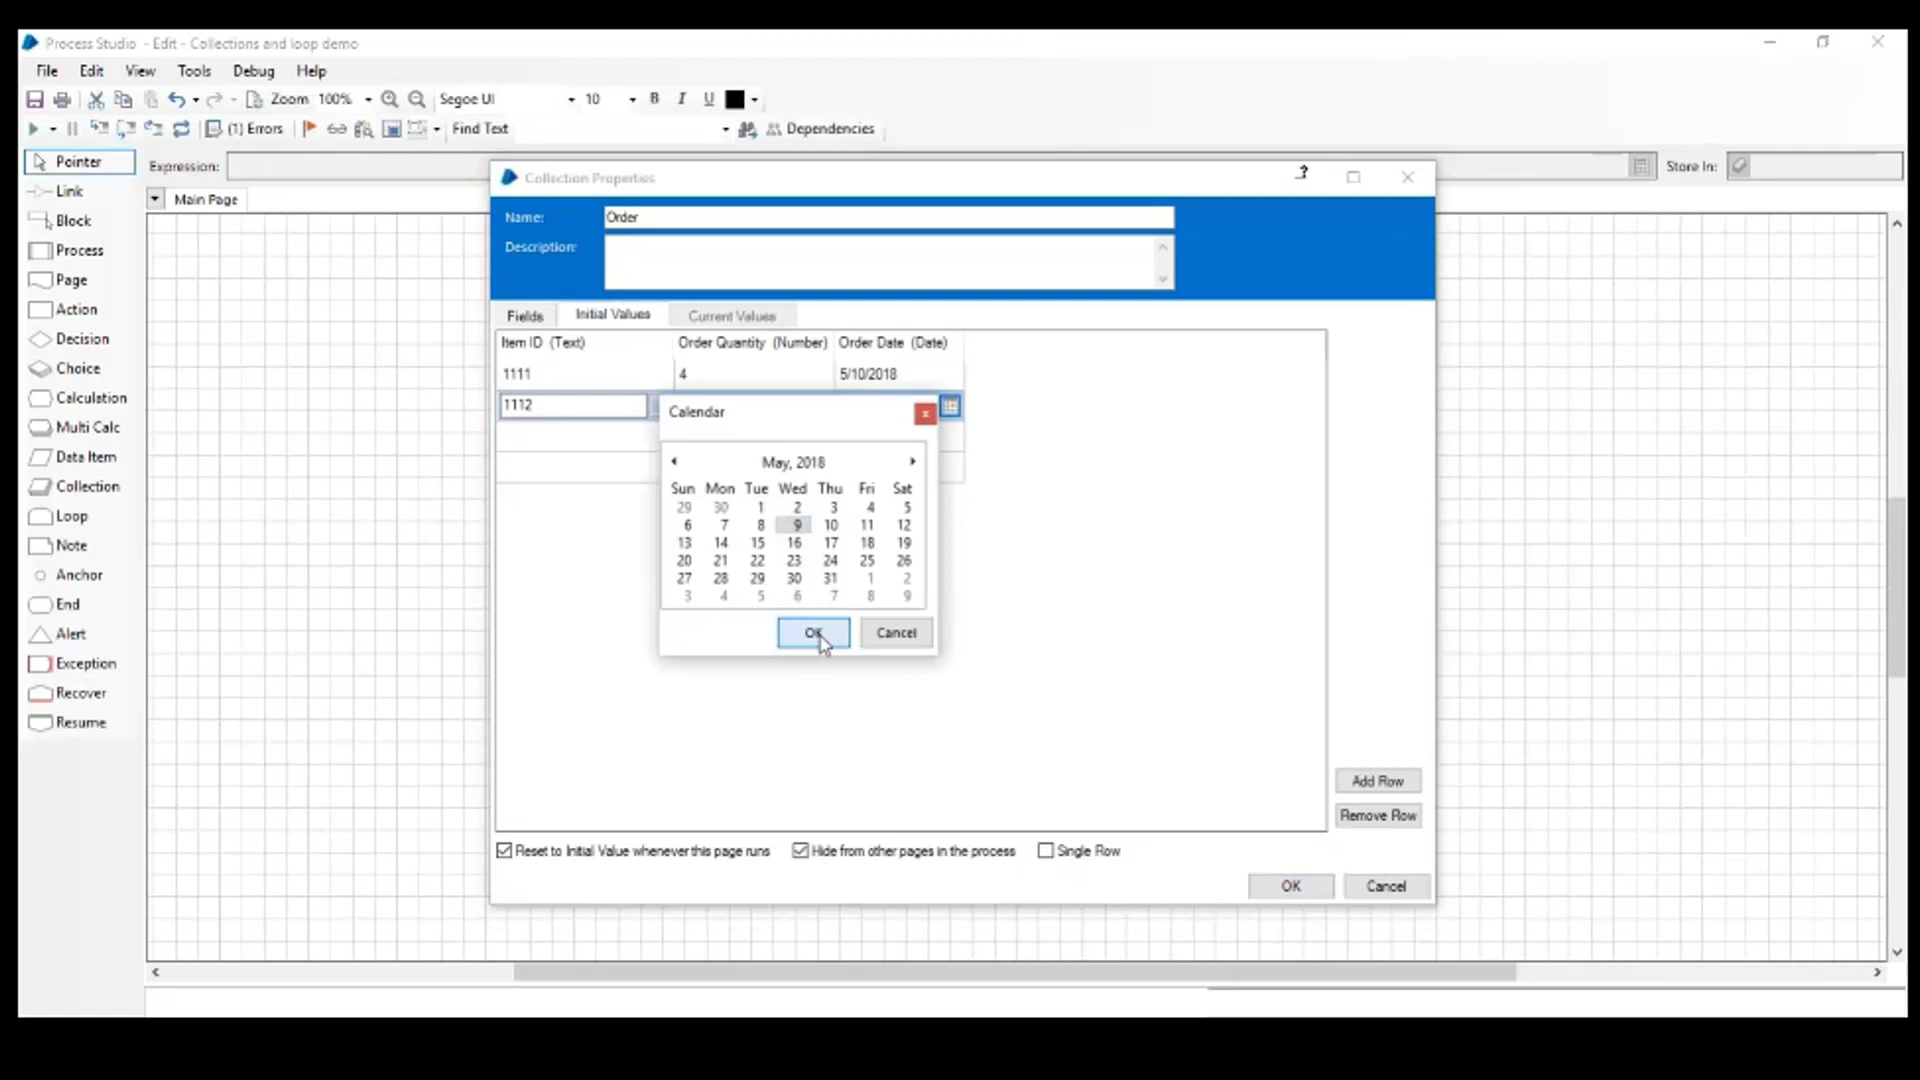 Process Studio - Edit - Collections and loop demo
File Edit View Tools Debug Help
Zoom 100% Segoe UI 10 B I U
(1) Errors Find Text Dependencies
Pointer
Link
Block
Process
Page
Action
Decision
Choice
Calculation
Multi Calc
Data Item
Collection
Loop
Note
Anchor
End
Alert
Exception
Recover
Resume
Expression:
Store In:
Main Page
Collection Properties
?
Name: Order
Description:
Fields Initial Values Current Values
Item ID (Text) Order Quantity (Number) Order Date (Date)
1111 4 5/10/2018
1112
Calendar
x
May, 2018
Sun Mon Tue Wed Thu Fri Sat
29 30 1 2 3 4 5
6 7 8 9 10 11 12
13 14 15 16 17 18 19
20 21 22 23 24 25 26
27 28 29 30 31 1 2
3 4 5 6 7 8 9
OK Cancel
Add Row
Remove Row
Reset to Initial Value whenever this page runs Hide from other pages in the process Single Row
OK Cancel